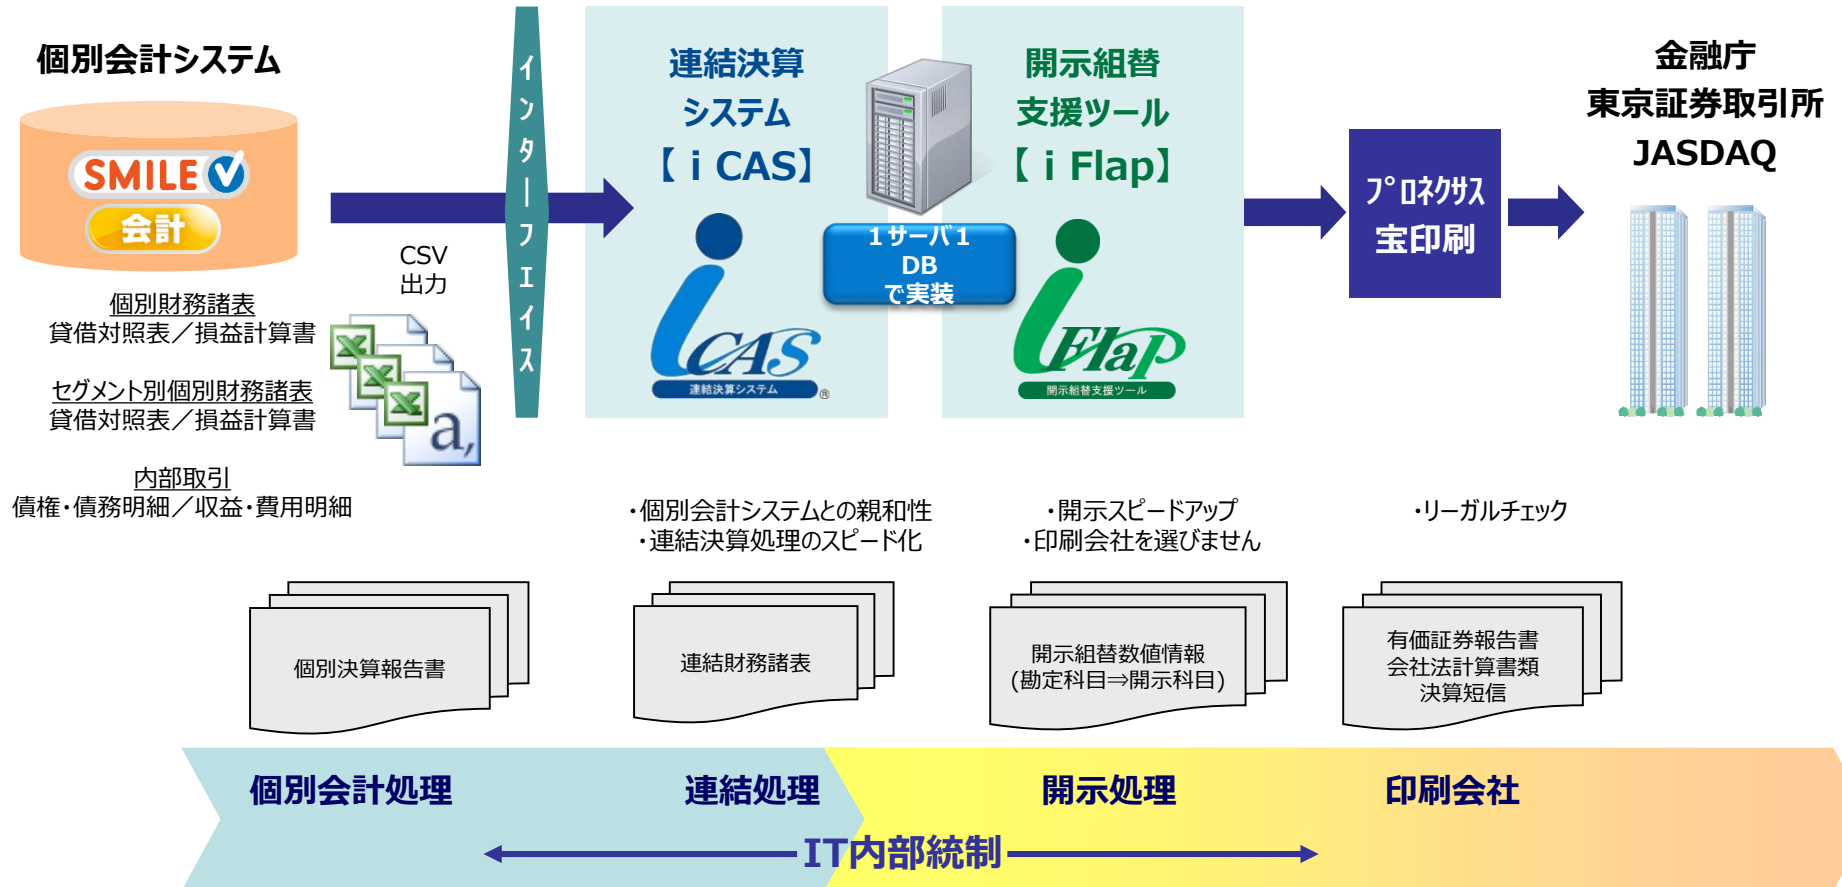 個別会計システム
SMILE V
会計
個別財務諸表
貸借対照表／損益計算書
セグメント別個別財務諸表
貸借対照表／損益計算書
内部取引
債権・債務明細／収益・費用明細
CSV
出力
a,
インターフェイス
連結決算
システム
【ｉCAS】
iCAS
連結決算システム
®
１サーバ１
DB
で実装
開示組替
支援ツール
【ｉFlap】
iFlap
開示組替支援ツール
ﾌﾟﾛﾈｸｻｽ
宝印刷
金融庁
東京証券取引所
JASDAQ
・個別会計システムとの親和性
・連結決算処理のスピード化
・開示スピードアップ
・印刷会社を選びません
・リーガルチェック
個別決算報告書
連結財務諸表
開示組替数値情報
(勘定科目⇒開示科目)
有価証券報告書
会社法計算書類
決算短信
個別会計処理
連結処理
開示処理
印刷会社
IT内部統制